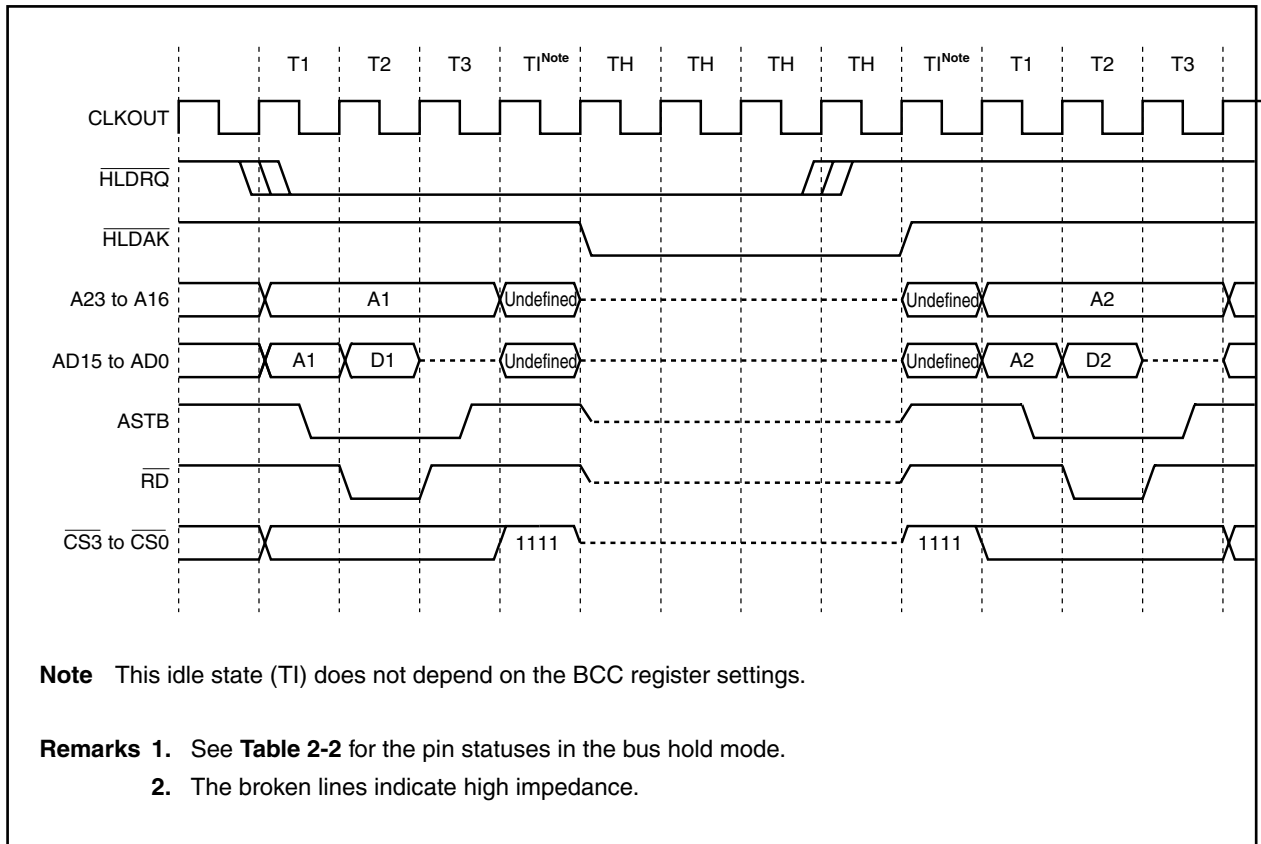 T1 T2 T3 TI^Note TH TH TH TH TI^Note T1 T2 T3
CLKOUT
HLDRQ
HLDAK
A23 to A16 A1 Undefined Undefined A2
AD15 to AD0 A1 D1 Undefined Undefined A2 D2
ASTB
RD
CS3 to CS0 1111 1111
Note This idle state (TI) does not depend on the BCC register settings.
Remarks 1. See Table 2-2 for the pin statuses in the bus hold mode.
2. The broken lines indicate high impedance.